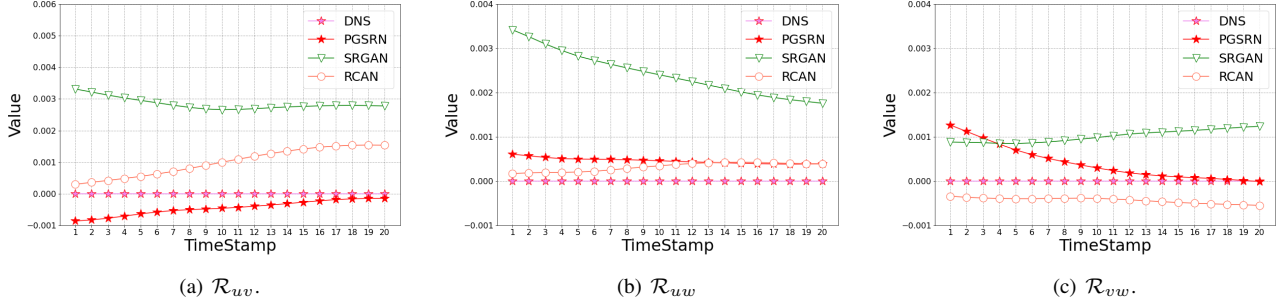 0.006
0.005
0.003
0.002
0.001
0.000
−0.001
Value
1 2 3 4 5 6 7 8 9 10 11 12 13 14 15 16 17 18 19 20
TimeStamp
DNS
PGSRN
SRGAN
RCAN
(a) 𝓡uv.
0.004
0.003
0.002
0.001
0.000
−0.001
Value
1 2 3 4 5 6 7 8 9 10 11 12 13 14 15 16 17 18 19 20
TimeStamp
DNS
PGSRN
SRGAN
RCAN
(b) 𝓡uw
0.004
0.003
0.002
0.001
0.000
−0.001
Value
1 2 3 4 5 6 7 8 9 10 11 12 13 14 15 16 17 18 19 20
TimeStamp
DNS
PGSRN
SRGAN
RCAN
(c) 𝓡vw.